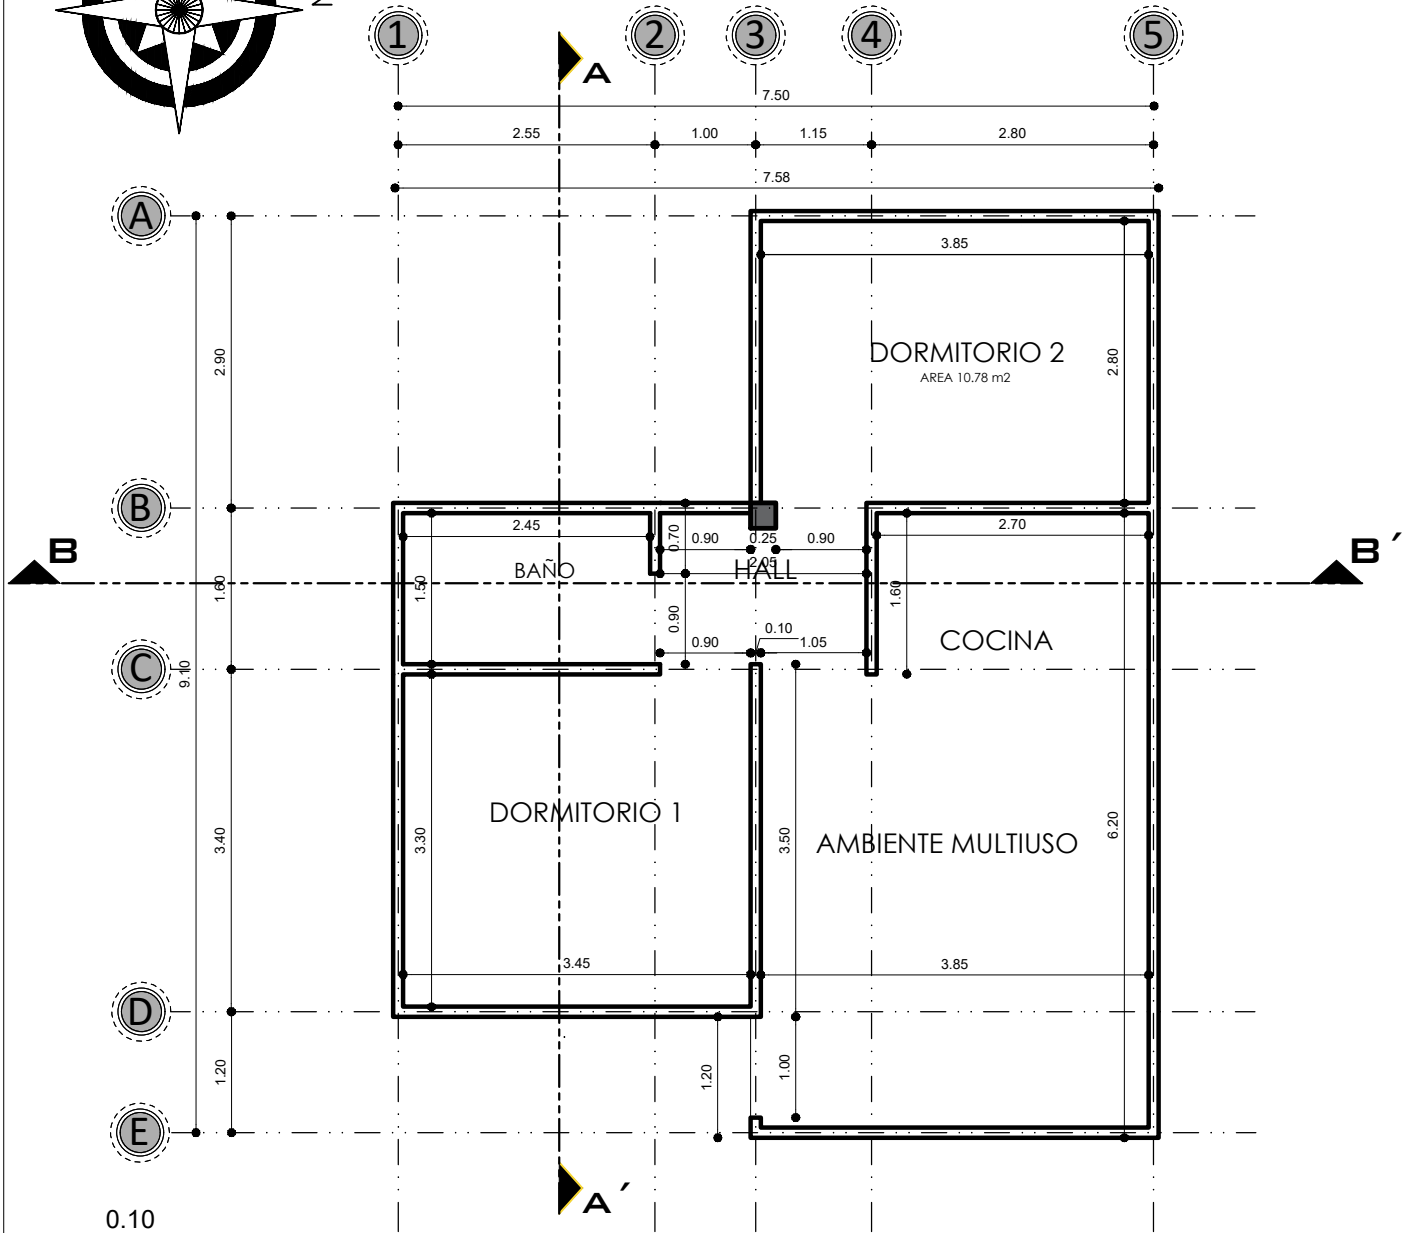 N
1 2 3 4 5
A
7.50
2.55 1.00 1.15 2.80
7.58
A
3.85
2.90
DORMITORIO 2
AREA 10.78 m2
2.80
B
2.45
0.70
0.90 0.25 0.90
2.70
B
B´
BAÑO
2.05
HALL
1.60
1.50
1.60
0.90
0.10
0.90
1.05
COCINA
C
9.10
DORMITORIO 1
AMBIENTE MULTIUSO
3.40
3.30
3.50
6.20
3.45
3.85
D
1.20
1.20
1.00
E
A´
0.10